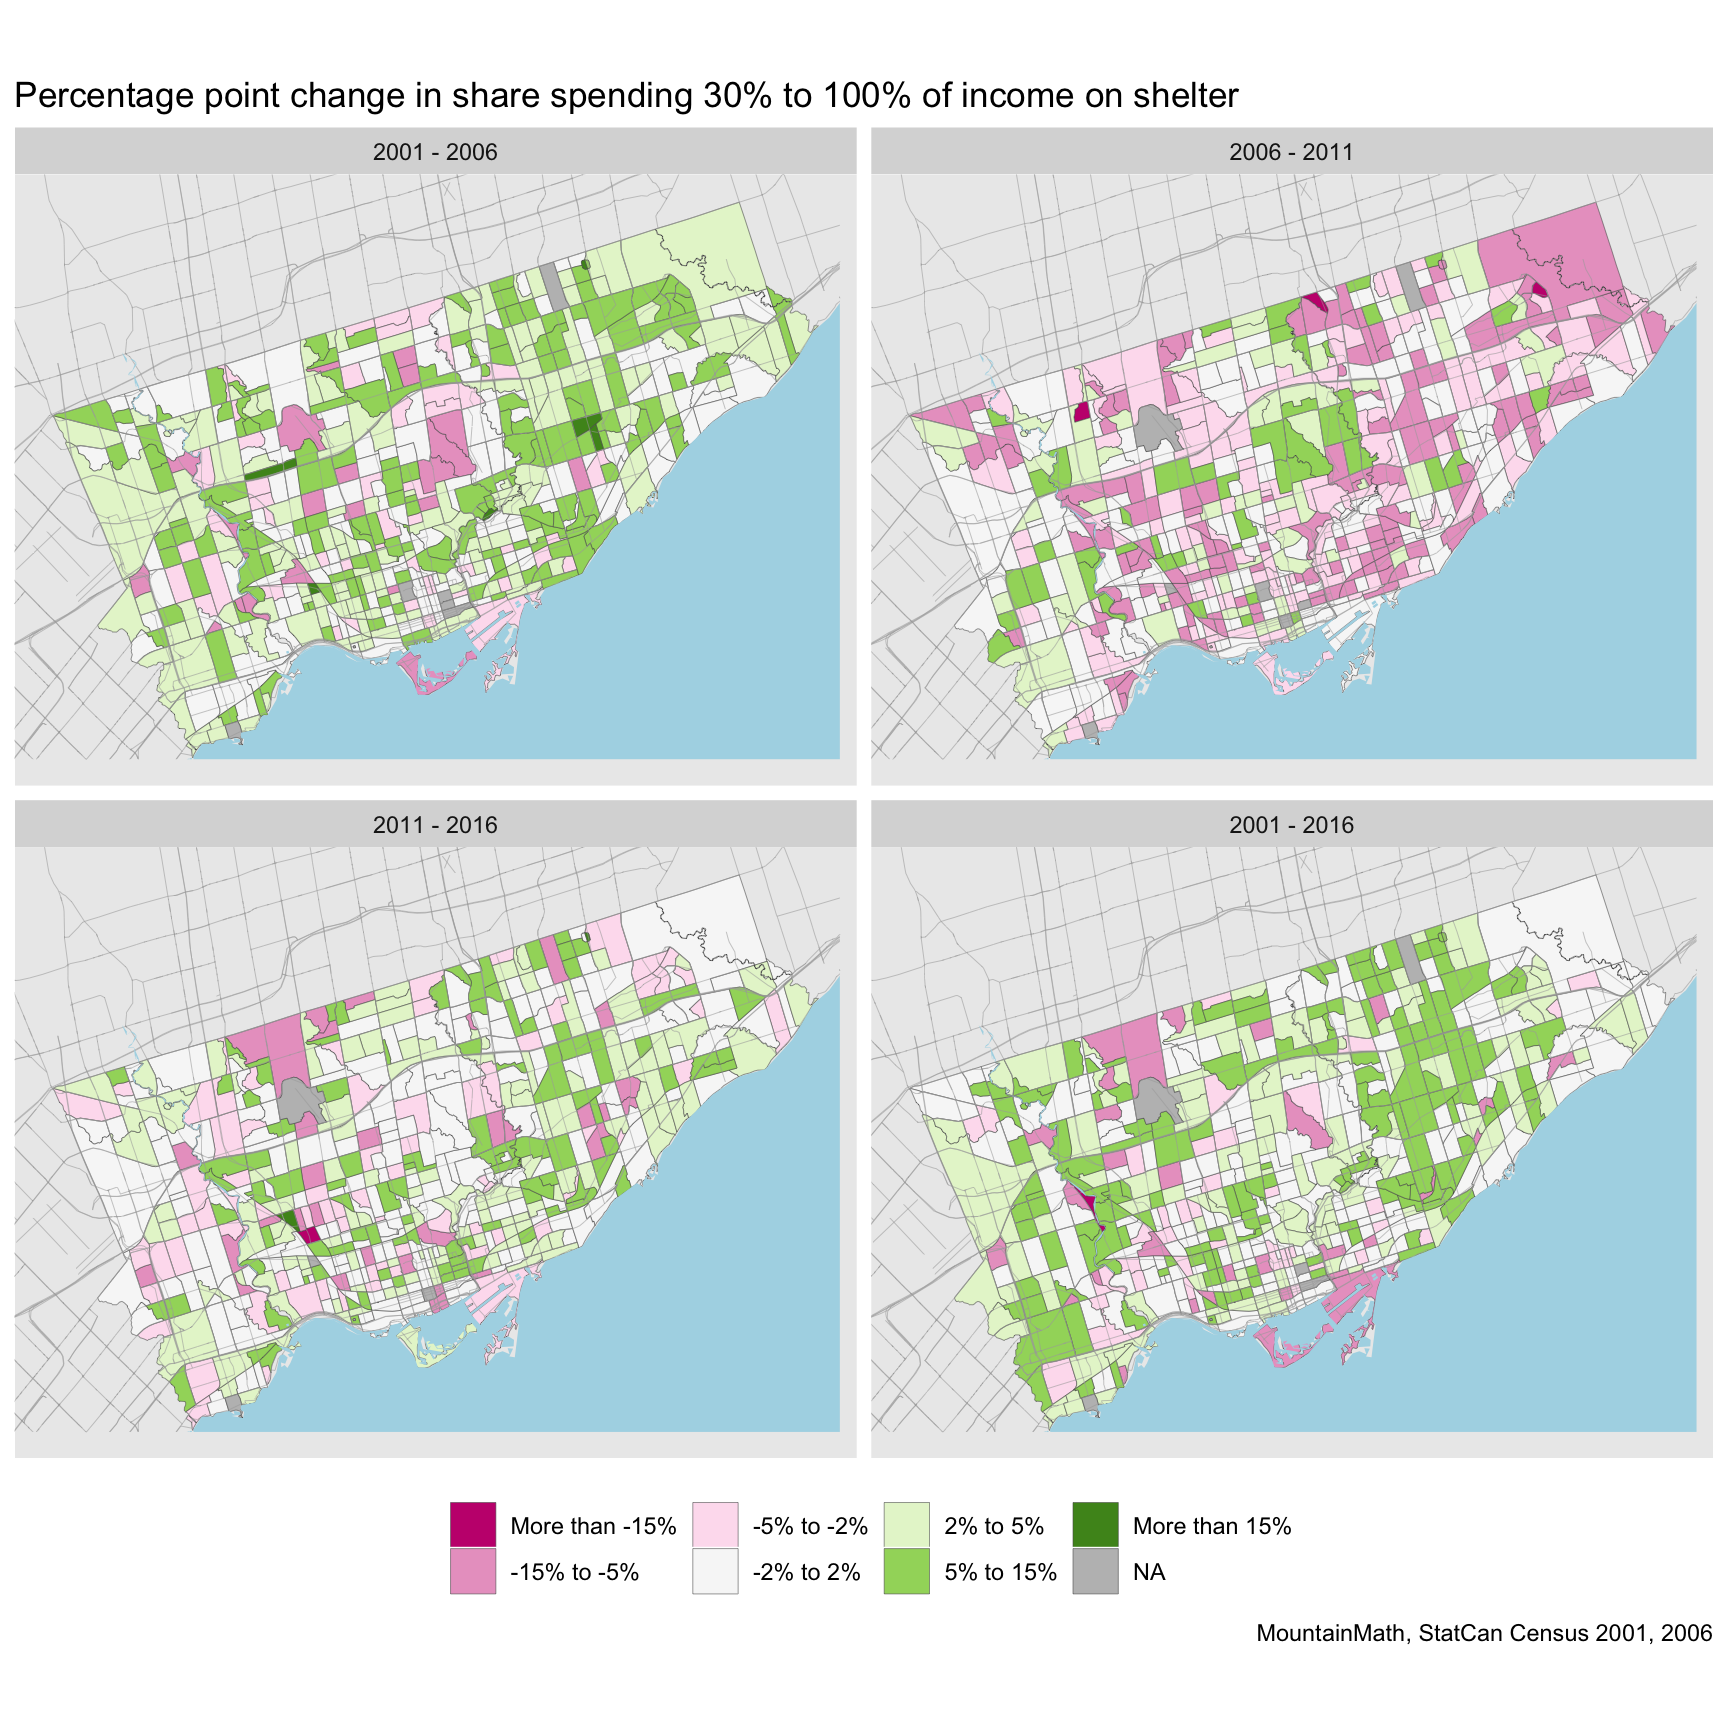 Percentage point change in share spending 30% to 100% of income on shelter
2001 - 2006
2006 - 2011
2011 - 2016
2001 - 2016
More than -15%
-5% to -2%
2% to 5%
More than 15%
-15% to -5%
-2% to 2%
5% to 15%
NA
MountainMath, StatCan Census 2001, 2006